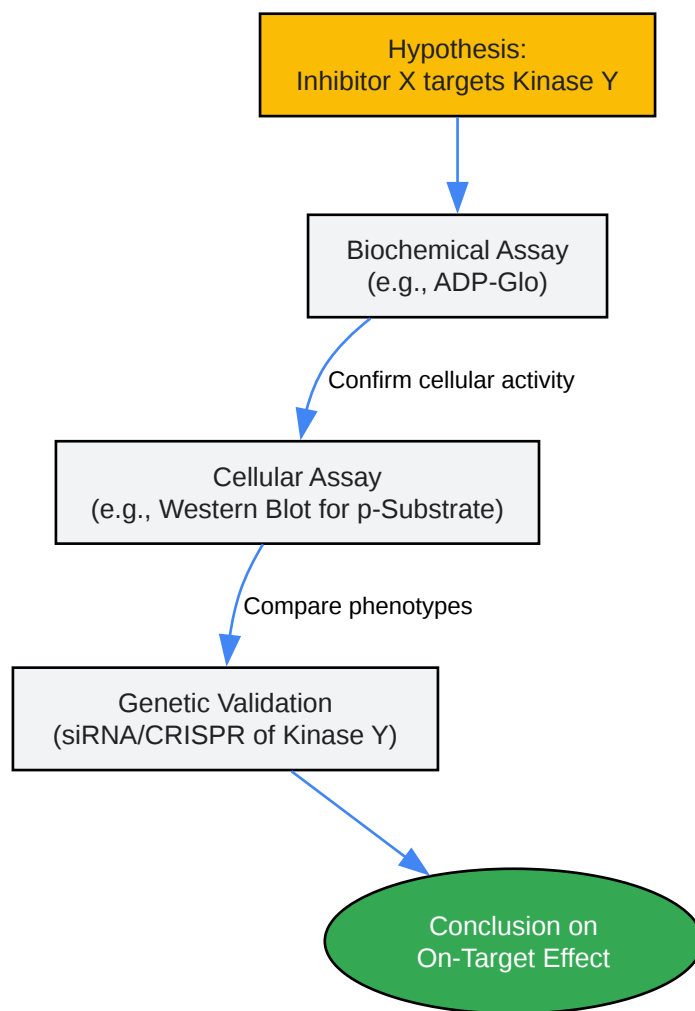 Hypothesis:
Inhibitor X targets Kinase Y
Biochemical Assay
(e.g., ADP-Glo)
Confirm cellular activity
Cellular Assay
(e.g., Western Blot for p-Substrate)
Compare phenotypes
Genetic Validation
(siRNA/CRISPR of Kinase Y)
Conclusion on
On-Target Effect